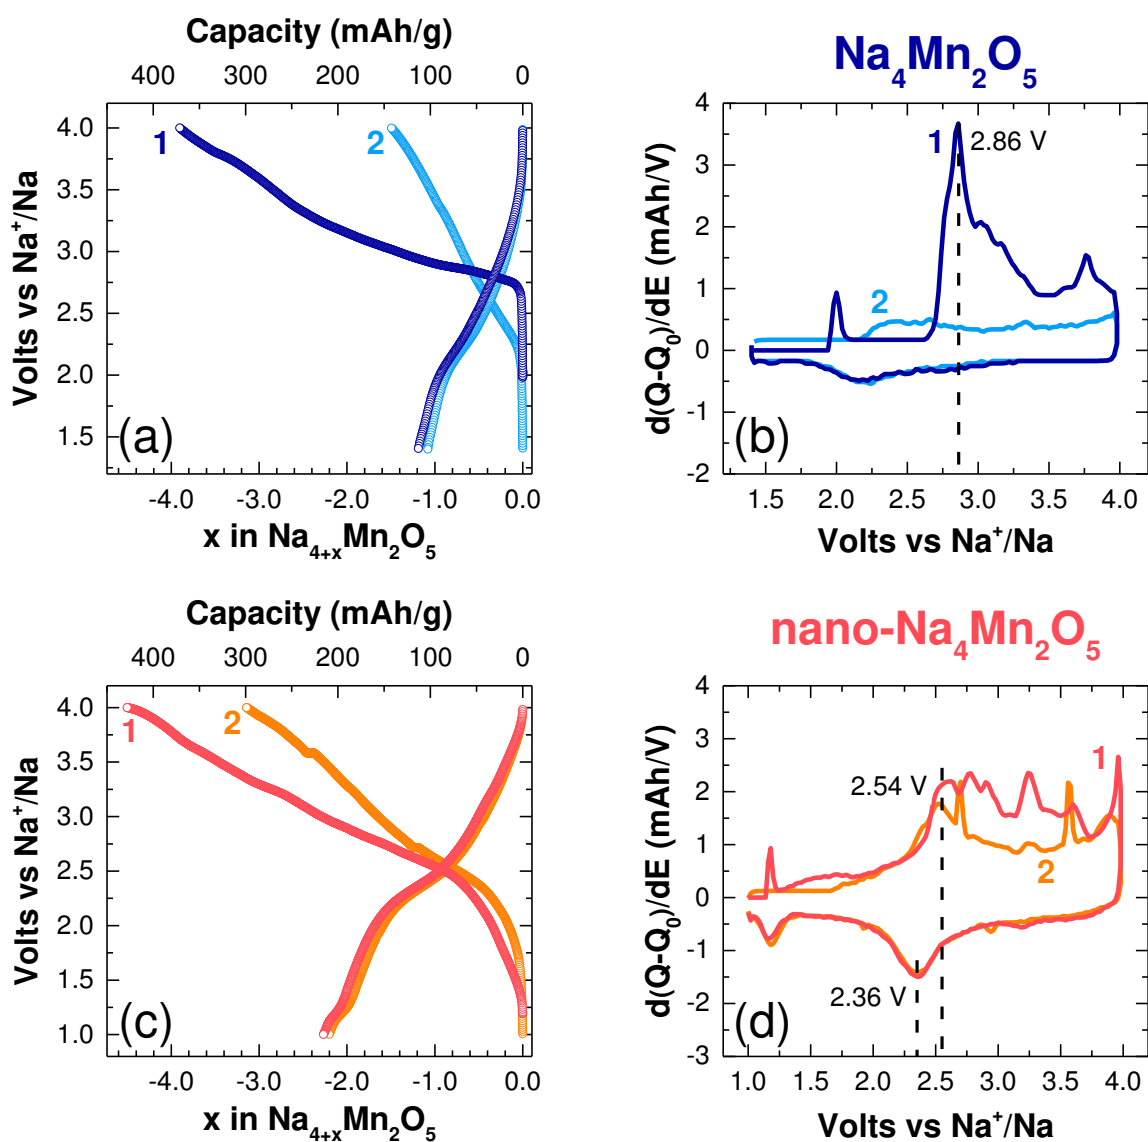 Capacity (mAh/g)
400 300 200 100 0
4.0
3.5
3.0
2.5
2.0
1.5
Volts vs Na⁺/Na
1
2
(a)
-4.0 -3.0 -2.0 -1.0 0.0
x in Na₄₊ₓMn₂O₅
Na₄Mn₂O₅
4
3
2
1
0
-1
-2
d(Q-Q₀)/dE (mAh/V)
1
2.86 V
2
(b)
1.5 2.0 2.5 3.0 3.5 4.0
Volts vs Na⁺/Na
Capacity (mAh/g)
400 300 200 100 0
4.0
3.5
3.0
2.5
2.0
1.5
1.0
Volts vs Na⁺/Na
1
2
(c)
-4.0 -3.0 -2.0 -1.0 0.0
x in Na₄₊ₓMn₂O₅
nano-Na₄Mn₂O₅
4
3
2
1
0
-1
-2
-3
d(Q-Q₀)/dE (mAh/V)
1
2.54 V
2
2.36 V
(d)
1.0 1.5 2.0 2.5 3.0 3.5 4.0
Volts vs Na⁺/Na